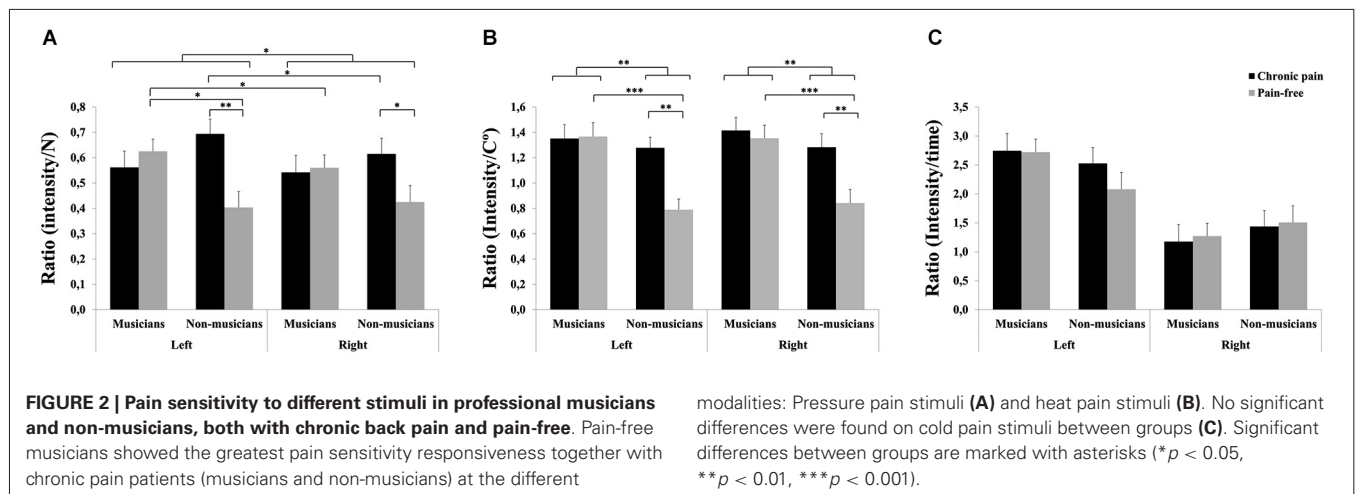 A
*
*
*
*
**
*
Ratio (intensity/N)
0,8
0,7
0,6
0,5
0,4
0,3
0,2
0,1
0,0
Musicians Non-musicians Musicians Non-musicians
Left Right
B
** **
*** ***
** **
Ratio (Intensity/Cº)
1,6
1,4
1,2
1,0
0,8
0,6
0,4
0,2
0,0
Musicians Non-musicians Musicians Non-musicians
Left Right
C
Chronic pain
Pain-free
Ratio (Intensity/time)
3,5
3,0
2,5
2,0
1,5
1,0
0,5
0,0
Musicians Non-musicians Musicians Non-musicians
Left Right
FIGURE 2 | Pain sensitivity to different stimuli in professional musicians
and non-musicians, both with chronic back pain and pain-free. Pain-free
musicians showed the greatest pain sensitivity responsiveness together with
chronic pain patients (musicians and non-musicians) at the different
modalities: Pressure pain stimuli (A) and heat pain stimuli (B). No significant
differences were found on cold pain stimuli between groups (C). Significant
differences between groups are marked with asterisks (*p < 0.05,
**p < 0.01, ***p < 0.001).